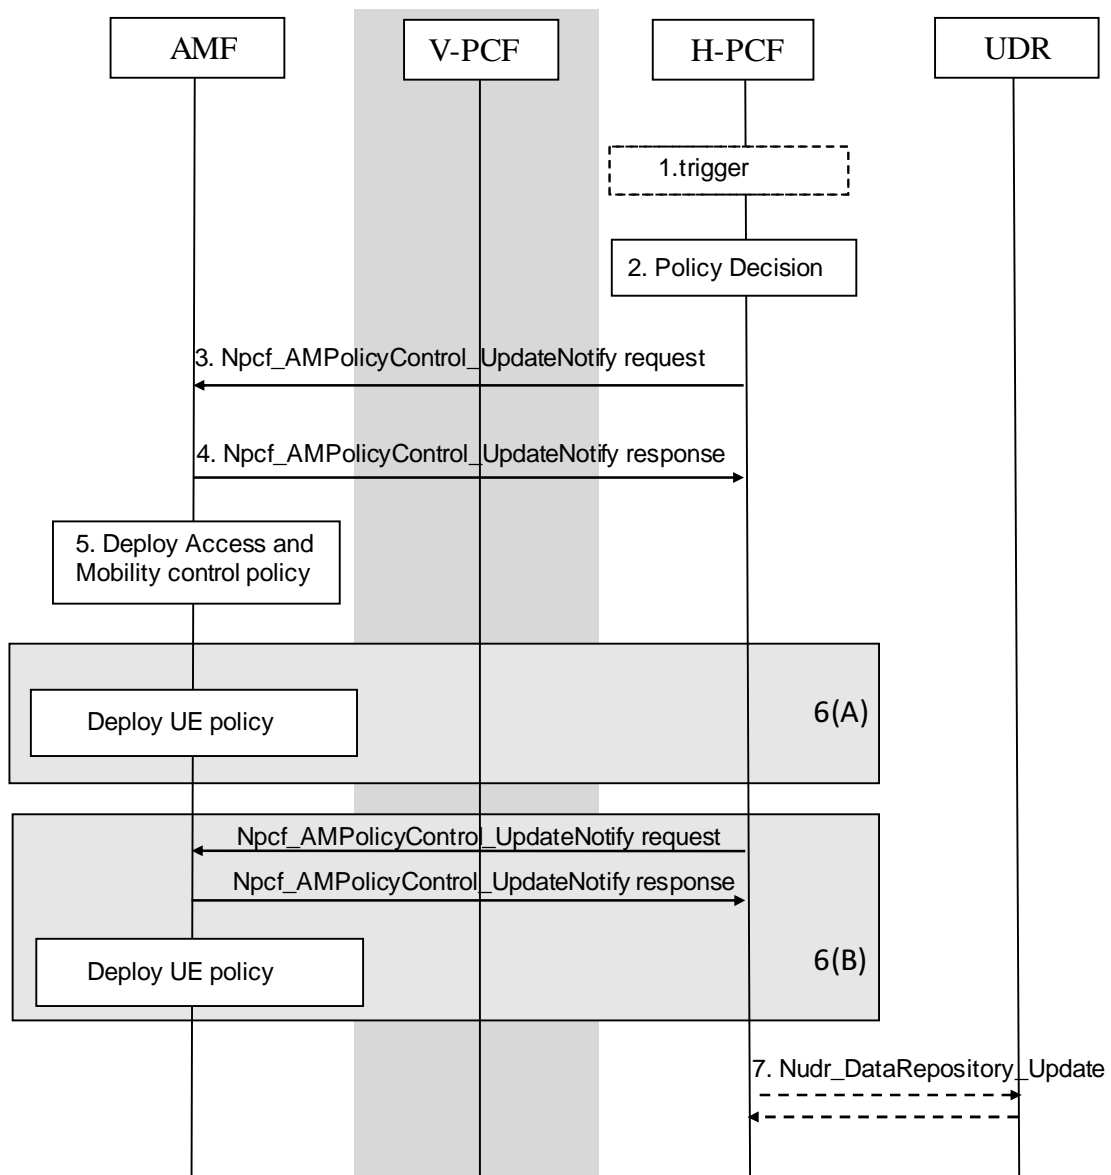 AMF
V-PCF
H-PCF
UDR
1.trigger
2. Policy Decision
3. Npcf_AMPolicyControl_UpdateNotify request
4. Npcf_AMPolicyControl_UpdateNotify response
5. Deploy Access and
Mobility control policy
Deploy UE policy
6(A)
Npcf_AMPolicyControl_UpdateNotify request
Npcf_AMPolicyControl_UpdateNotify response
Deploy UE policy
6(B)
7. Nudr_DataRepository_Update